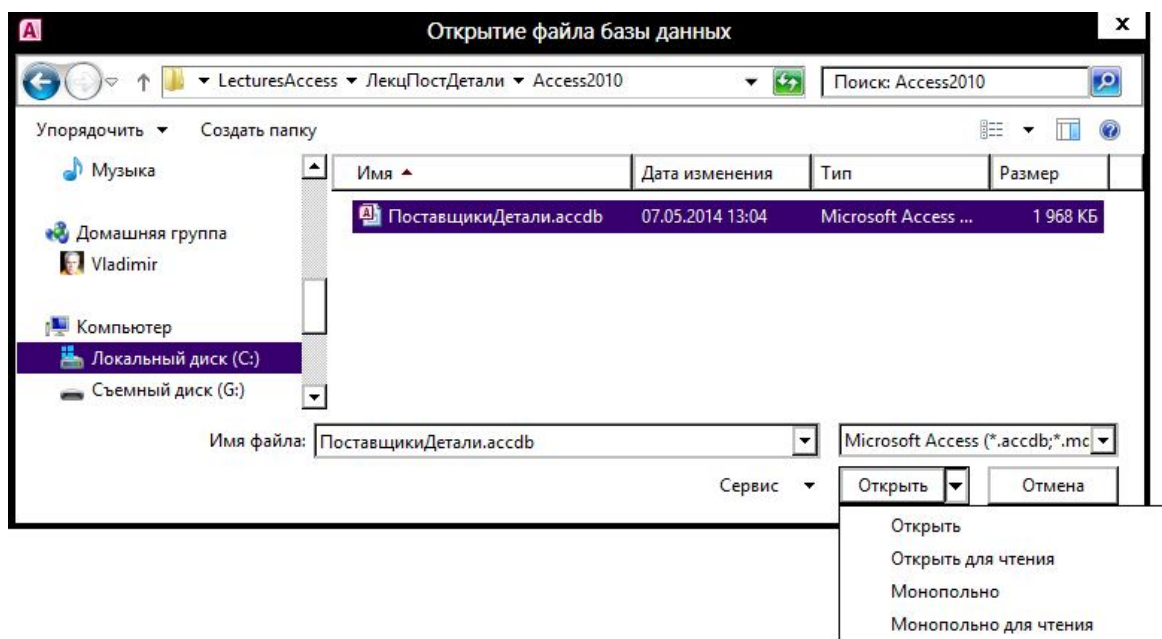 Открытие файла базы данных
x
LecturesAccess ЛекцПостДетали Access2010
Поиск: Access2010
Упорядочить Создать папку
Музыка
Домашняя группа
Vladimir
Компьютер
Локальный диск (C:)
Съемный диск (G:)
Имя Дата изменения Тип Размер
ПоставщикиДетали.accdb 07.05.2014 13:04 Microsoft Access ... 1 968 КБ
Имя файла: ПоставщикиДетали.accdb
Microsoft Access (*.accdb;*.mc
Сервис Открыть Отмена
Открыть
Открыть для чтения
Монопольно
Монопольно для чтения